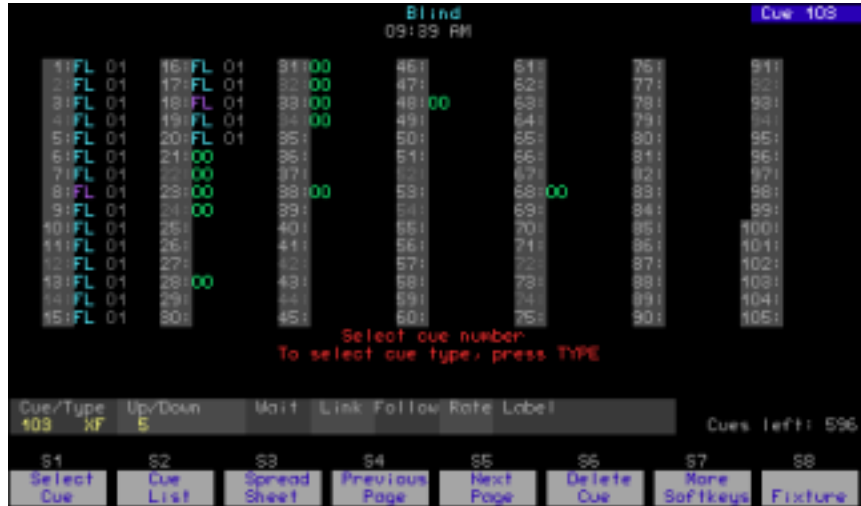 Blind
Cue 103
09:39 AM
1:FL 01 16:FL 01 31:00 46: 61: 76: 91:
2:FL 01 17:FL 01 32:00 47: 62: 77: 92:
3:FL 01 18:FL 01 33:00 48:00 63: 78: 93:
4:FL 01 19:FL 01 34:00 49: 64: 79: 94:
5:FL 01 20:FL 01 35: 50: 65: 80: 95:
6:FL 01 21:00 36: 51: 66: 81: 96:
7:FL 01 22:00 37: 52: 67: 82: 97:
8:FL 01 23:00 38:00 53: 68:00 83: 98:
9:FL 01 24:00 39: 54: 69: 84: 99:
10:FL 01 25: 40: 55: 70: 85: 100:
11:FL 01 26: 41: 56: 71: 86: 101:
12:FL 01 27: 42: 57: 72: 87: 102:
13:FL 01 28:00 43: 58: 73: 88: 103:
14:FL 01 29: 44: 59: 74: 89: 104:
15:FL 01 30: 45: 60: 75: 90: 105:
Select cue number
To select cue type, press TYPE
Cue/Type Up/Down Wait Link Follow Rate Label
103 XF 5
Cues left: 596
S1 S2 S3 S4 S5 S6 S7 S8
Select Cue Spread Previous Next Delete More
Cue List Sheet Page Page Cue Softkeys Fixture